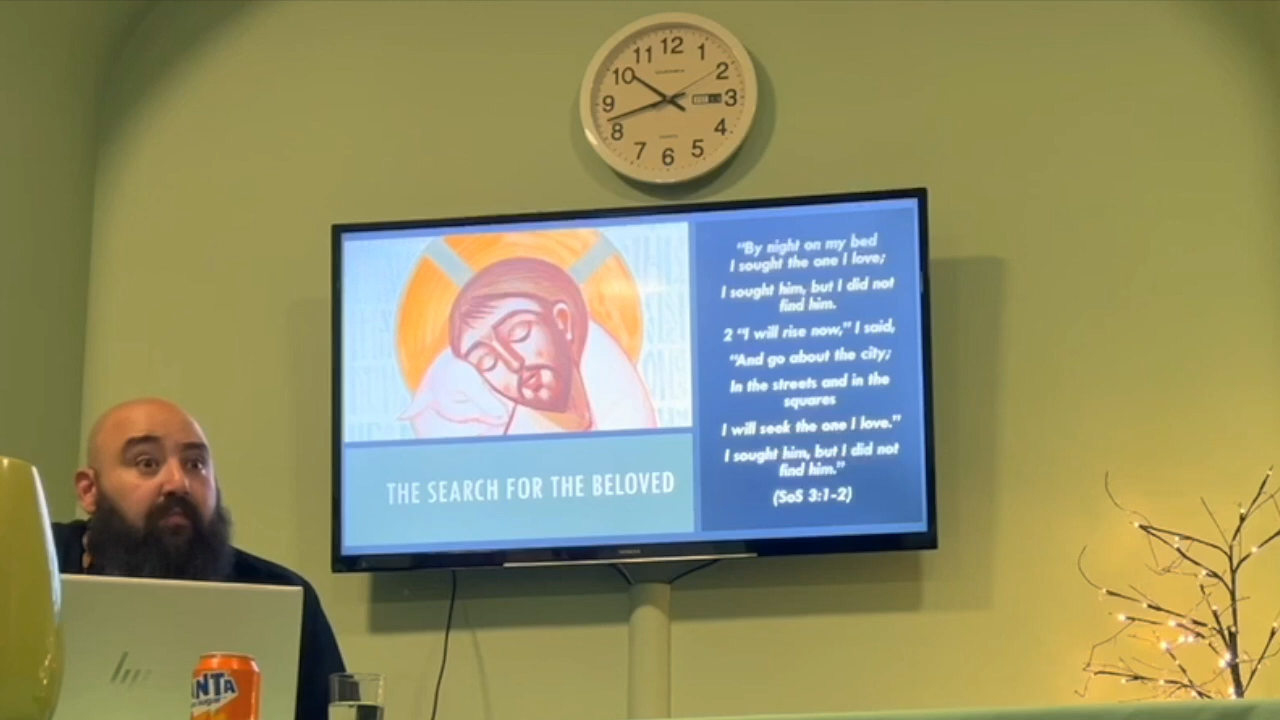 12
11
1
10
2
9
3
8
4
7
5
6
"By night on my bed
I sought the one I love;
I sought him, but I did not
find him.
2 "I will rise now," I said,
"And go about the city;
In the streets and in the
squares
I will seek the one I love."
I sought him, but I did not
find him."
(SoS 3:1-2)
THE SEARCH FOR THE BELOVED
hp
ANTA